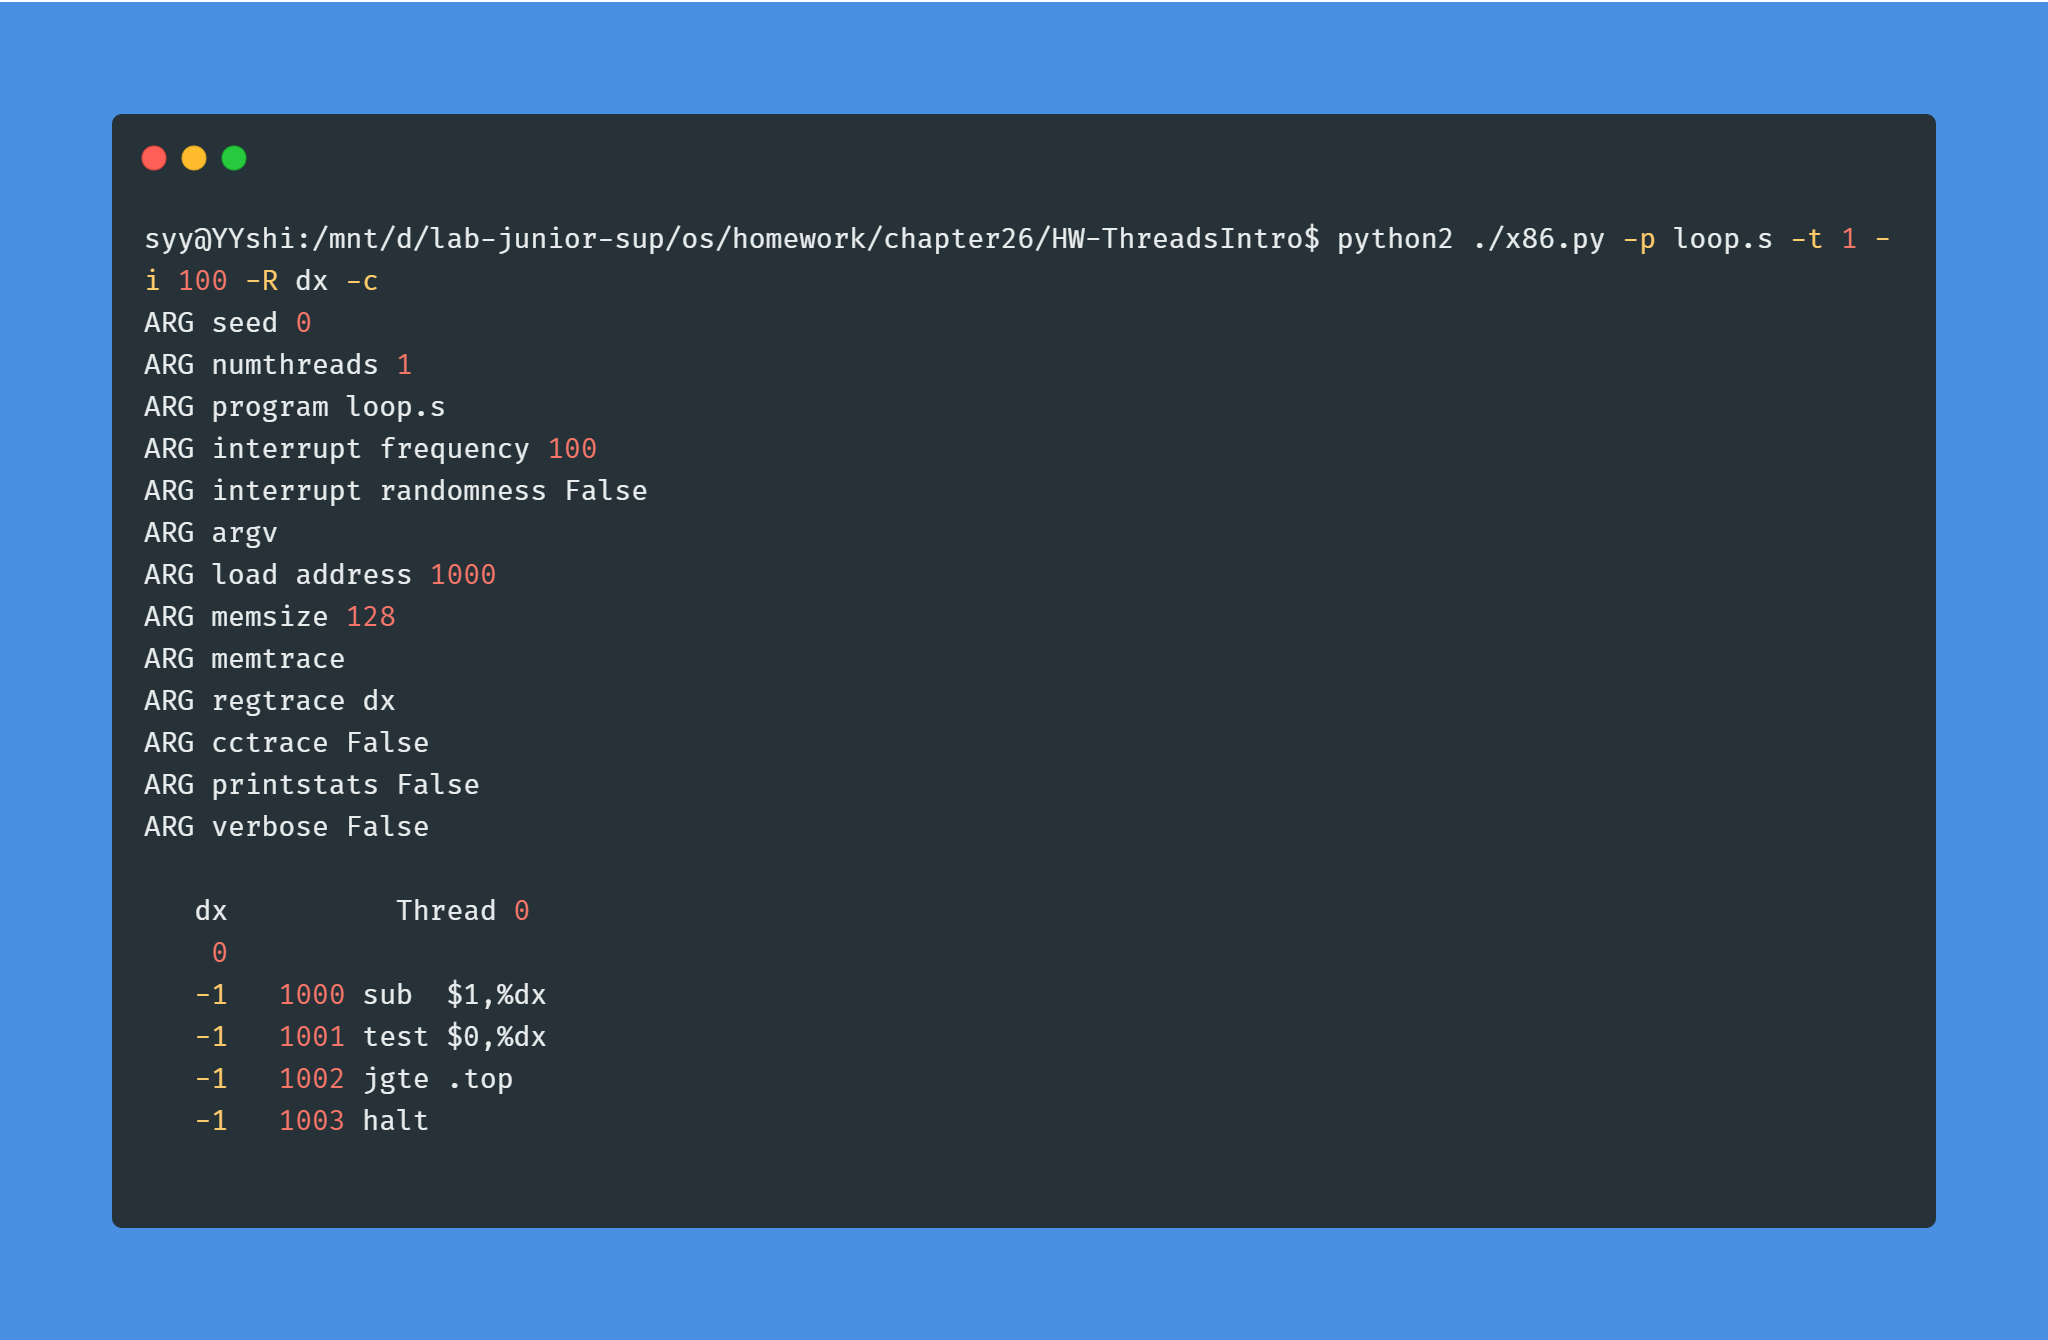 syy@YYshi:/mnt/d/lab-junior-sup/os/homework/chapter26/HW-ThreadsIntro$ python2 ./x86.py -p loop.s -t 1 -
i 100 -R dx -c
ARG seed 0
ARG numthreads 1
ARG program loop.s
ARG interrupt frequency 100
ARG interrupt randomness False
ARG argv
ARG load address 1000
ARG memsize 128
ARG memtrace
ARG regtrace dx
ARG cctrace False
ARG printstats False
ARG verbose False

   dx          Thread 0
    0
   -1   1000 sub  $1,%dx
   -1   1001 test $0,%dx
   -1   1002 jgte .top
   -1   1003 halt